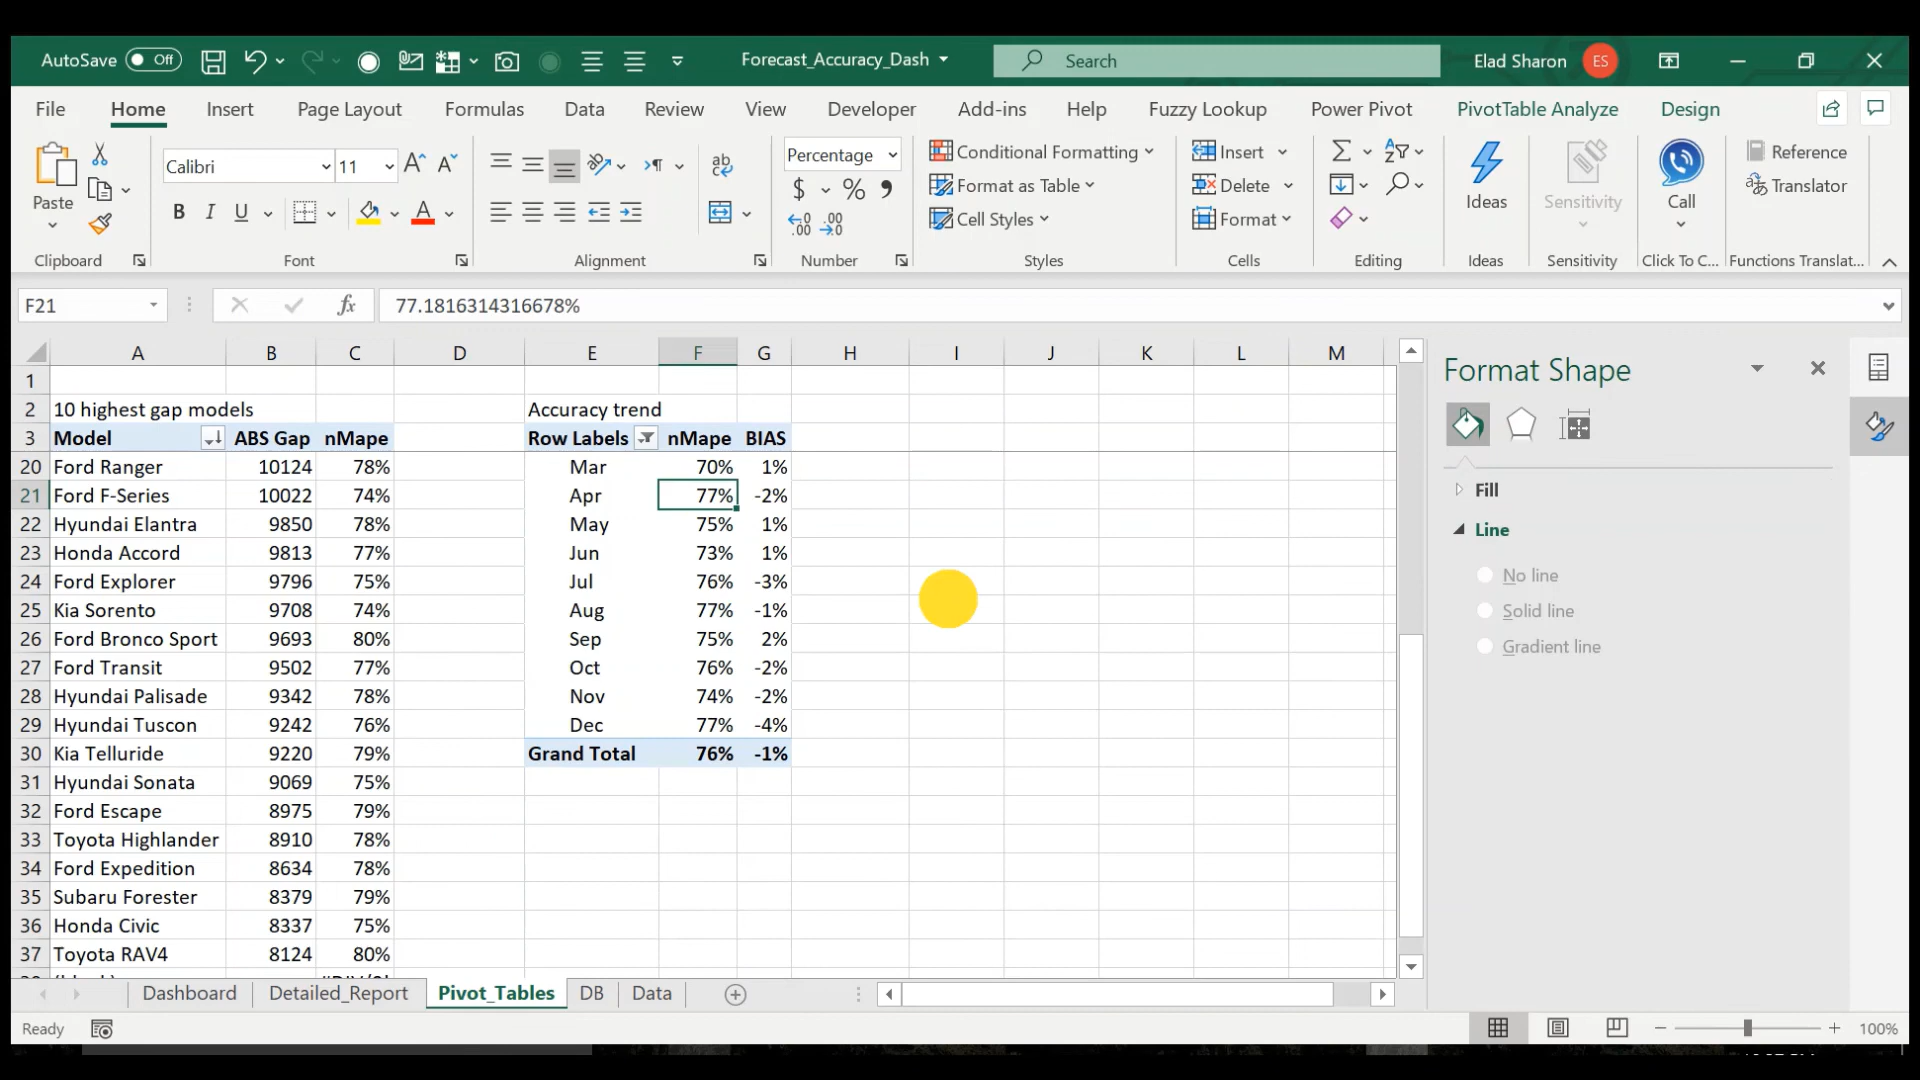 AutoSave Off Forecast_Accuracy_Dash Search Elad Sharon ES
File Home Insert Page Layout Formulas Data Review View Developer Add-ins Help Fuzzy Lookup Power Pivot PivotTable Analyze Design
Paste Calibri 11 B I U Percentage $ % Conditional Formatting Format as Table Cell Styles Insert Delete Format Ideas Sensitivity Call Reference Translator
Clipboard Font Alignment Number Styles Cells Editing Ideas Sensitivity Click To C... Functions Translat...
F21 fx 77.1816314316678%
A B C D E F G H I J K L M
1
2 10 highest gap models Accuracy trend
3 Model ABS Gap nMape Row Labels nMape BIAS
20 Ford Ranger 10124 78% Mar 70% 1%
21 Ford F-Series 10022 74% Apr 77% -2%
22 Hyundai Elantra 9850 78% May 75% 1%
23 Honda Accord 9813 77% Jun 73% 1%
24 Ford Explorer 9796 75% Jul 76% -3%
25 Kia Sorento 9708 74% Aug 77% -1%
26 Ford Bronco Sport 9693 80% Sep 75% 2%
27 Ford Transit 9502 77% Oct 76% -2%
28 Hyundai Palisade 9342 78% Nov 74% -2%
29 Hyundai Tuscon 9242 76% Dec 77% -4%
30 Kia Telluride 9220 79% Grand Total 76% -1%
31 Hyundai Sonata 9069 75%
32 Ford Escape 8975 79%
33 Toyota Highlander 8910 78%
34 Ford Expedition 8634 78%
35 Subaru Forester 8379 79%
36 Honda Civic 8337 75%
37 Toyota RAV4 8124 80%
Format Shape
Fill
Line
No line
Solid line
Gradient line
Dashboard Detailed_Report Pivot_Tables DB Data
Ready 100%